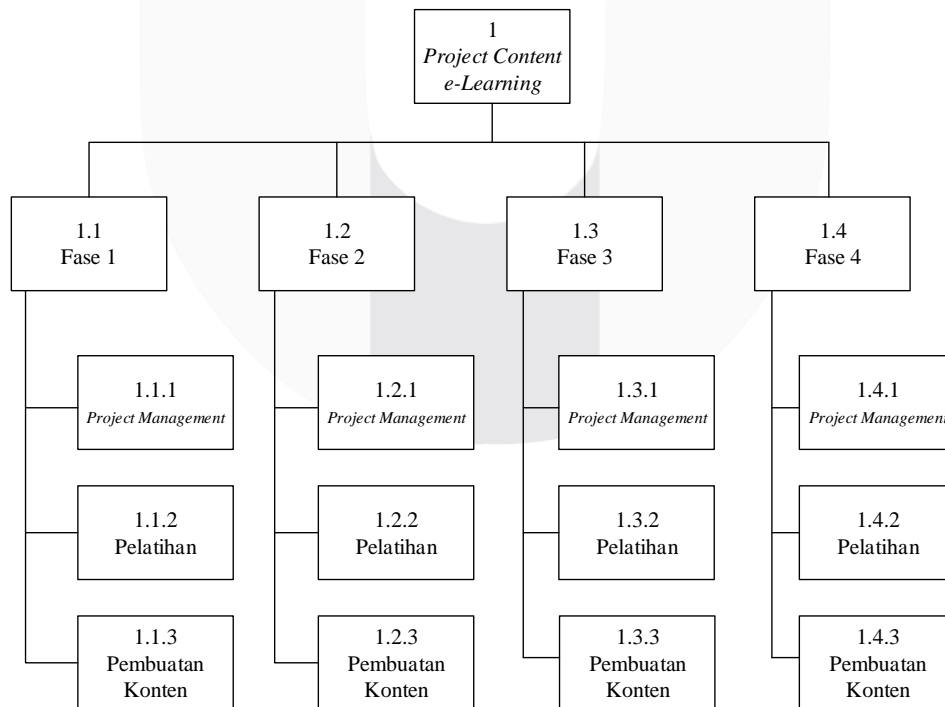 1
Project Content
e-Learning
1.1
Fase 1
1.2
Fase 2
1.3
Fase 3
1.4
Fase 4
1.1.1
Project Management
1.2.1
Project Management
1.3.1
Project Management
1.4.1
Project Management
1.1.2
Pelatihan
1.2.2
Pelatihan
1.3.2
Pelatihan
1.4.2
Pelatihan
1.1.3
Pembuatan
Konten
1.2.3
Pembuatan
Konten
1.3.3
Pembuatan
Konten
1.4.3
Pembuatan
Konten